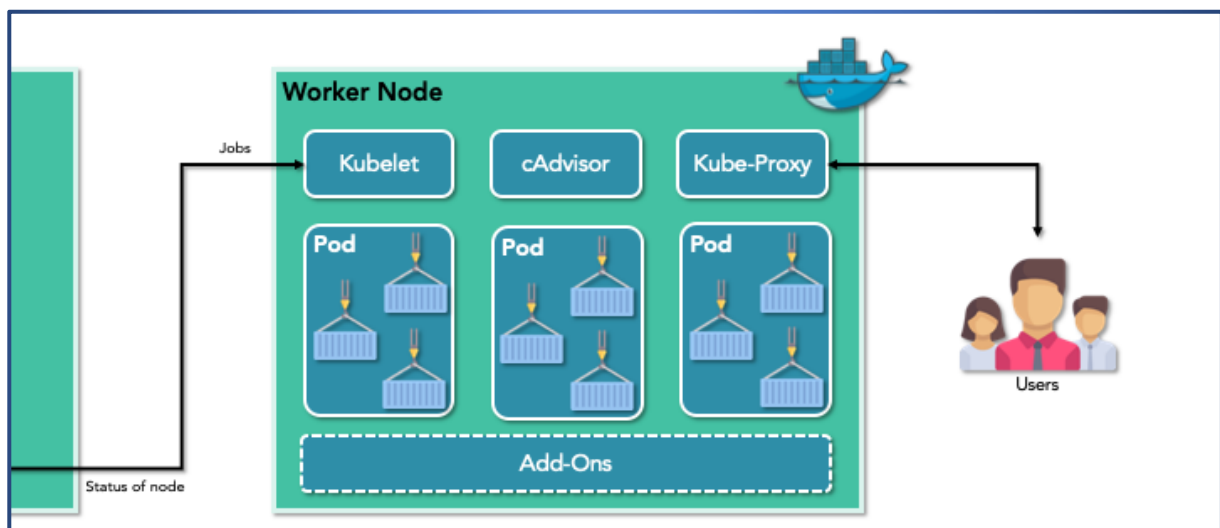 Worker Node
Jobs
Kubelet
cAdvisor
Kube-Proxy
Pod
Pod
Pod
Users
Add-Ons
Status of node